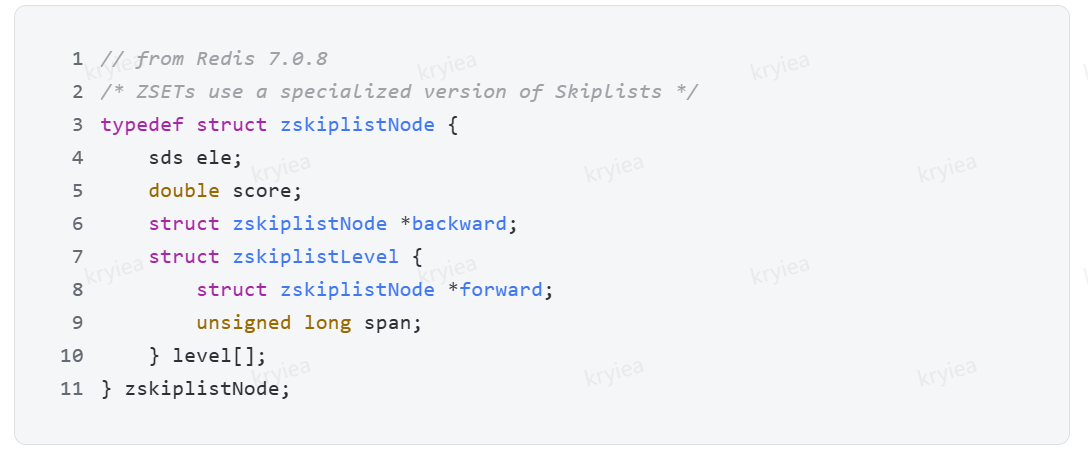 1 // from Redis 7.0.8
2 /* ZSETs use a specialized version of Skiplists */
3 typedef struct zskiplistNode {
4     sds ele;
5     double score;
6     struct zskiplistNode *backward;
7     struct zskiplistLevel {
8         struct zskiplistNode *forward;
9         unsigned long span;
10     } level[];
11 } zskiplistNode;
kryiea kryiea kryiea
kryiea kryiea kryiea
kryiea kryiea kryiea
kryiea kryiea kryiea